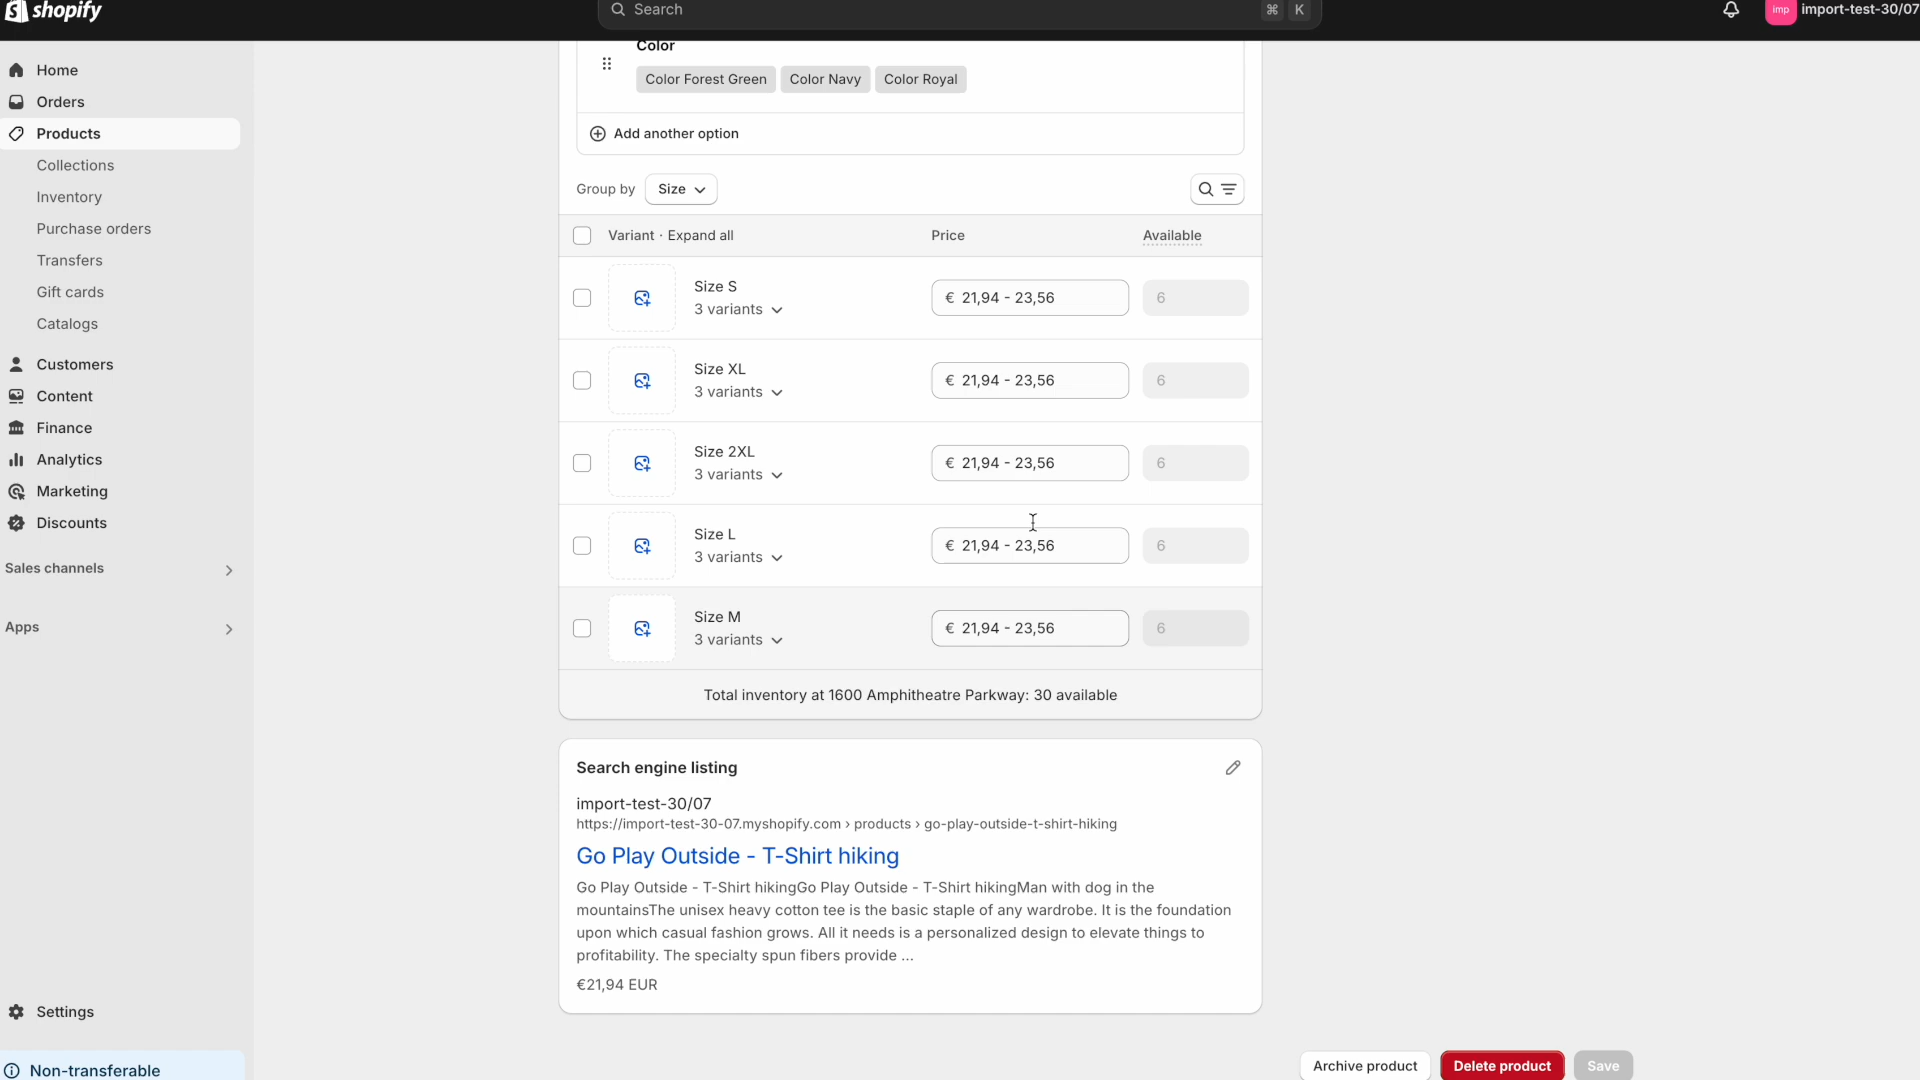 shopify
Search
⌘ K
imp
import-test-30/07
Home
Orders
Products
Collections
Inventory
Purchase orders
Transfers
Gift cards
Catalogs
Customers
Content
Finance
Analytics
Marketing
Discounts
Sales channels
Apps
Settings
Non-transferable
Color
Color Forest Green Color Navy Color Royal
Add another option
Group by Size
Variant · Expand all Price Available
Size S
3 variants € 21,94 - 23,56 6
Size XL
3 variants € 21,94 - 23,56 6
Size 2XL
3 variants € 21,94 - 23,56 6
Size L
3 variants € 21,94 - 23,56 6
Size M
3 variants € 21,94 - 23,56 6
Total inventory at 1600 Amphitheatre Parkway: 30 available
Search engine listing
import-test-30/07
https://import-test-30-07.myshopify.com › products › go-play-outside-t-shirt-hiking
Go Play Outside - T-Shirt hiking
Go Play Outside - T-Shirt hikingGo Play Outside - T-Shirt hikingMan with dog in the
mountainsThe unisex heavy cotton tee is the basic staple of any wardrobe. It is the foundation
upon which casual fashion grows. All it needs is a personalized design to elevate things to
profitability. The specialty spun fibers provide ...
€21,94 EUR
Archive product Delete product Save